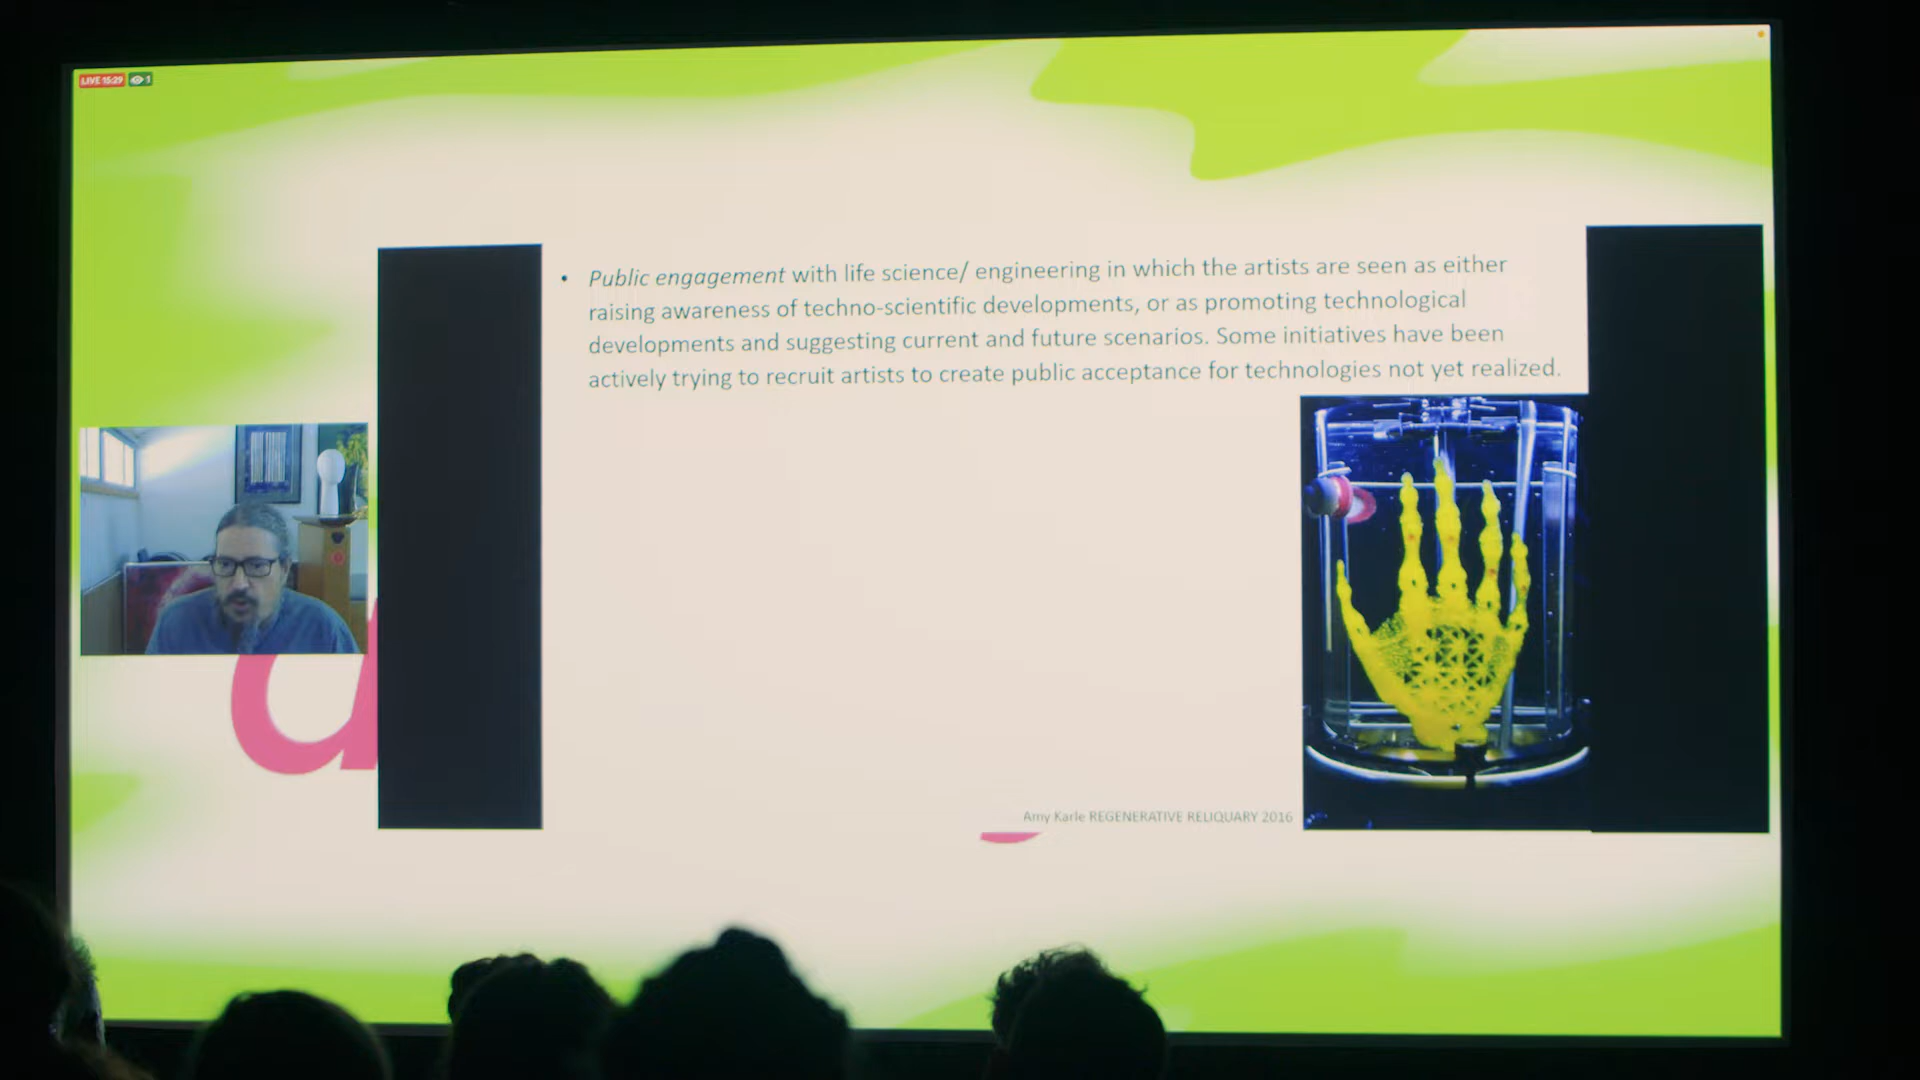 LIVE 15:29 1
• Public engagement with life science/ engineering in which the artists are seen as either
raising awareness of techno-scientific developments, or as promoting technological
developments and suggesting current and future scenarios. Some initiatives have been
actively trying to recruit artists to create public acceptance for technologies not yet realized.
Amy Karle REGENERATIVE RELIQUARY 2016